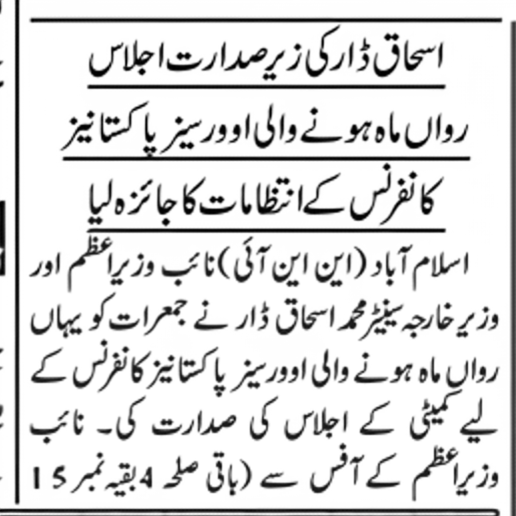 اسحاق ڈار کی زیر صدارت اجلاس
رواں ماہ ہونے والی اوورسیز پاکستانیز
کانفرنس کے انتظامات کا جائزہ لیا
اسلام آباد (این این آئی) نائب وزیراعظم اور
وزیر خارجہ سینیٹر محمد اسحاق ڈار نے جمعرات کو یہاں
رواں ماہ ہونے والی اوورسیز پاکستانیز کانفرنس کے
لیے کمیٹی کے اجلاس کی صدارت کی۔ نائب
وزیراعظم کے آفس سے (باقی صفحہ 4 بقیہ نمبر 15